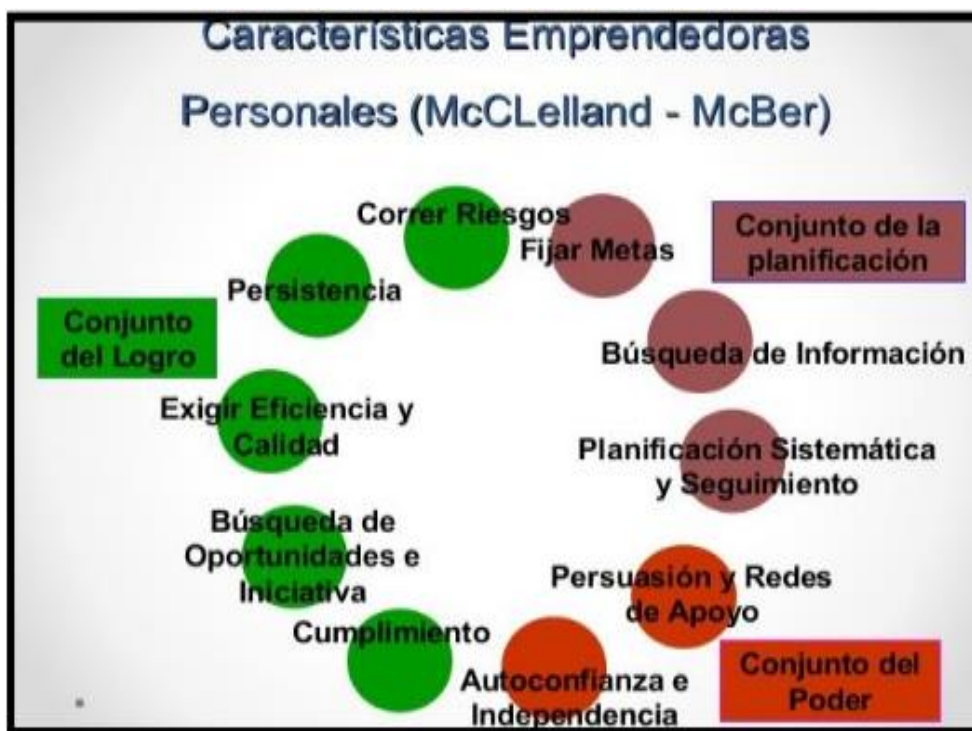 Características Emprendedoras
Personales (McCLelland - McBer)
Correr Riesgos
Fijar Metas
Conjunto de la
planificación
Persistencia
Conjunto
del Logro
Búsqueda de Información
Exigir Eficiencia y
Calidad
Planificación Sistemática
y Seguimiento
Búsqueda de
Oportunidades e
Iniciativa
Persuasión y Redes
de Apoyo
Cumplimiento
Autoconfianza e
Independencia
Conjunto del
Poder